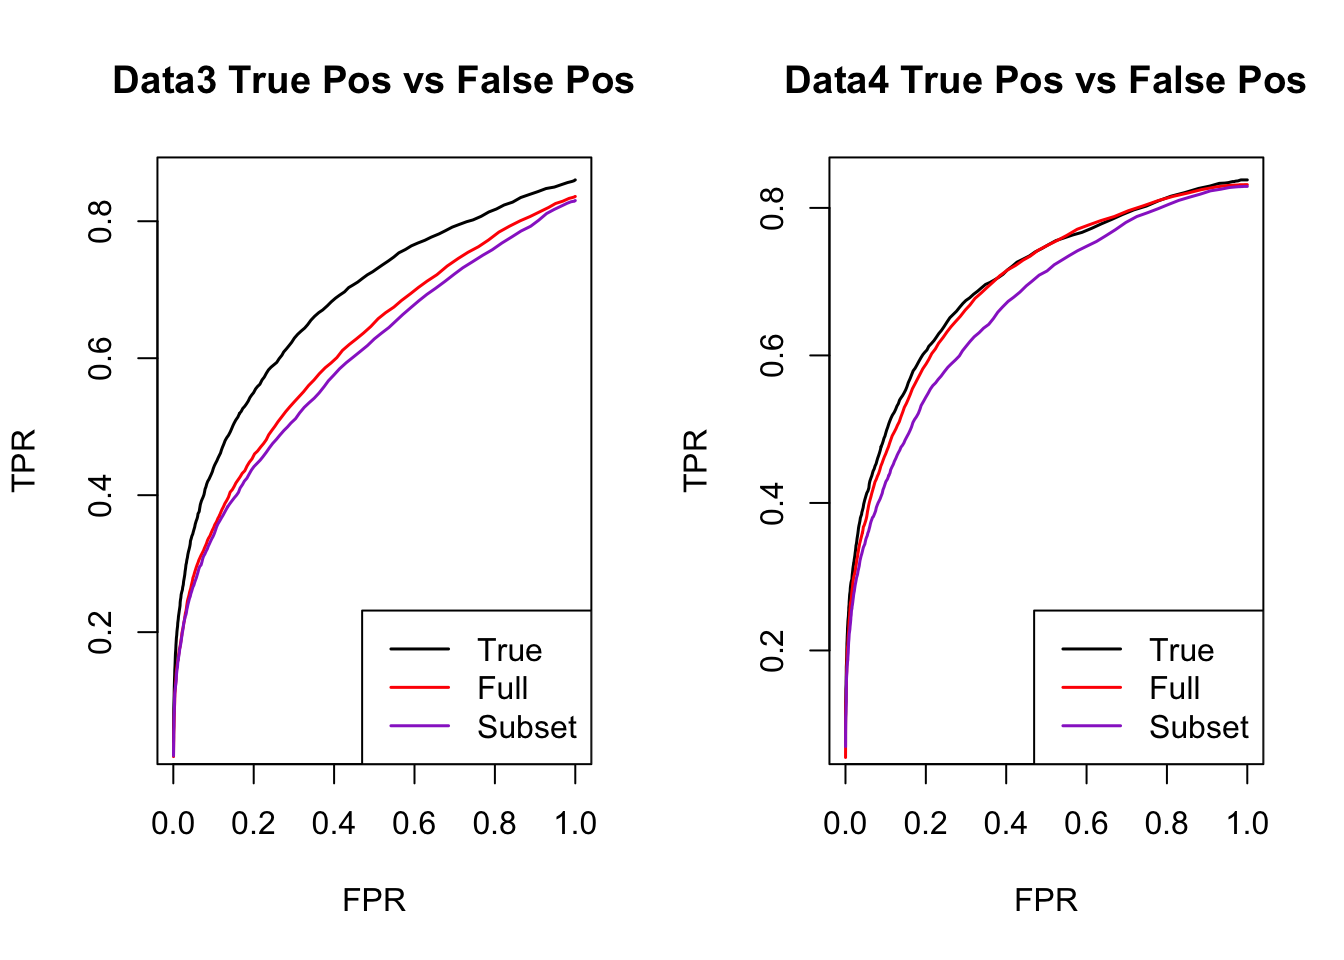 Data3 True Pos vs False Pos
TPR
0.8
0.6
0.4
0.2
True
Full
Subset
0.0 0.2 0.4 0.6 0.8 1.0
FPR
Data4 True Pos vs False Pos
TPR
0.8
0.6
0.4
0.2
True
Full
Subset
0.0 0.2 0.4 0.6 0.8 1.0
FPR